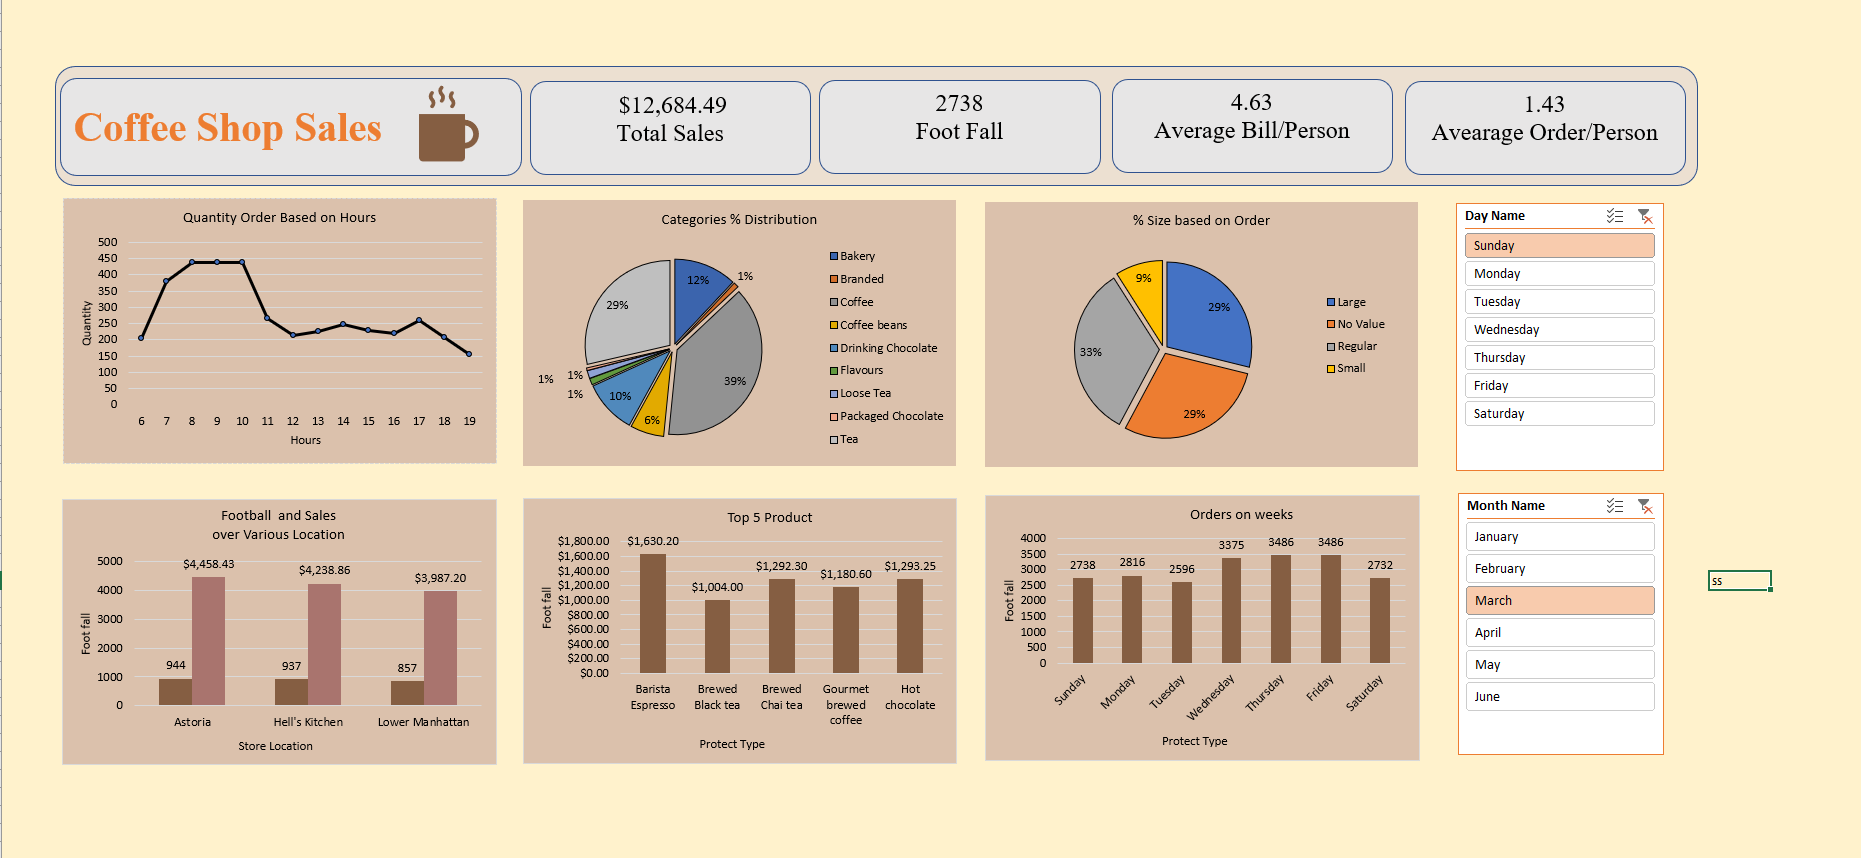 Coffee Shop Sales
$12,684.49
Total Sales
2738
Foot Fall
4.63
Average Bill/Person
1.43
Avearage Order/Person
Quantity Order Based on Hours
500
450
400
350
300
250
200
150
100
50
0
Quantity
6 7 8 9 10 11 12 13 14 15 16 17 18 19
Hours
Categories % Distribution
12%
1%
39%
6%
10%
1%
1%
1%
29%
Bakery
Branded
Coffee
Coffee beans
Drinking Chocolate
Flavours
Loose Tea
Packaged Chocolate
Tea
% Size based on Order
29%
29%
33%
9%
Large
No Value
Regular
Small
Day Name
Sunday
Monday
Tuesday
Wednesday
Thursday
Friday
Saturday
Football and Sales
over Various Location
5000
4000
3000
2000
1000
0
Foot fall
944
$4,458.43
937
$4,238.86
857
$3,987.20
Astoria
Hell's Kitchen
Lower Manhattan
Store Location
Top 5 Product
$1,800.00
$1,600.00
$1,400.00
$1,200.00
$1,000.00
$800.00
$600.00
$400.00
$200.00
$0.00
Foot fall
$1,630.20
$1,004.00
$1,292.30
$1,180.60
$1,293.25
Barista
Espresso
Brewed
Black tea
Brewed
Chai tea
Gourmet
brewed
coffee
Hot
chocolate
Protect Type
Orders on weeks
4000
3500
3000
2500
2000
1500
1000
500
0
Foot fall
2738
2816
2596
3375
3486
3486
2732
Sunday
Monday
Tuesday
Wednesday
Thursday
Friday
Saturday
Protect Type
Month Name
January
February
March
April
May
June
ss